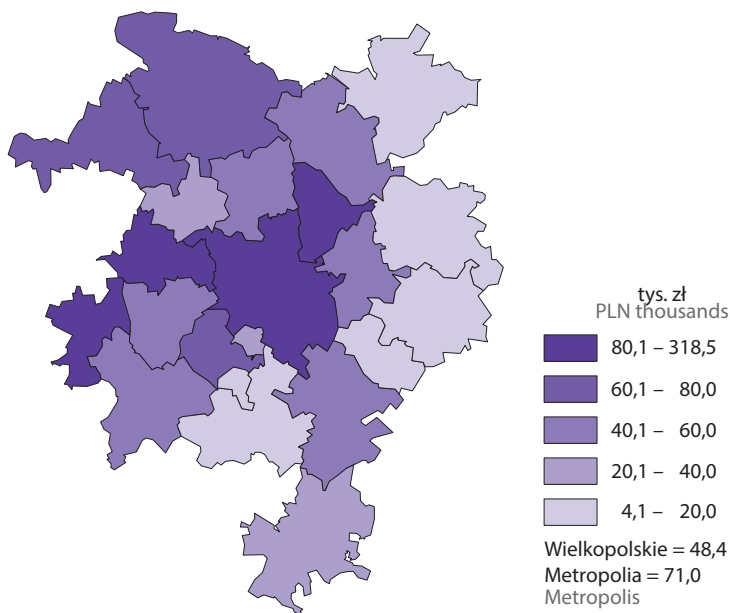 tys. zł
PLN thousands
80,1 – 318,5
60,1 – 80,0
40,1 – 60,0
20,1 – 40,0
4,1 – 20,0
Wielkopolskie = 48,4
Metropolia = 71,0
Metropolis